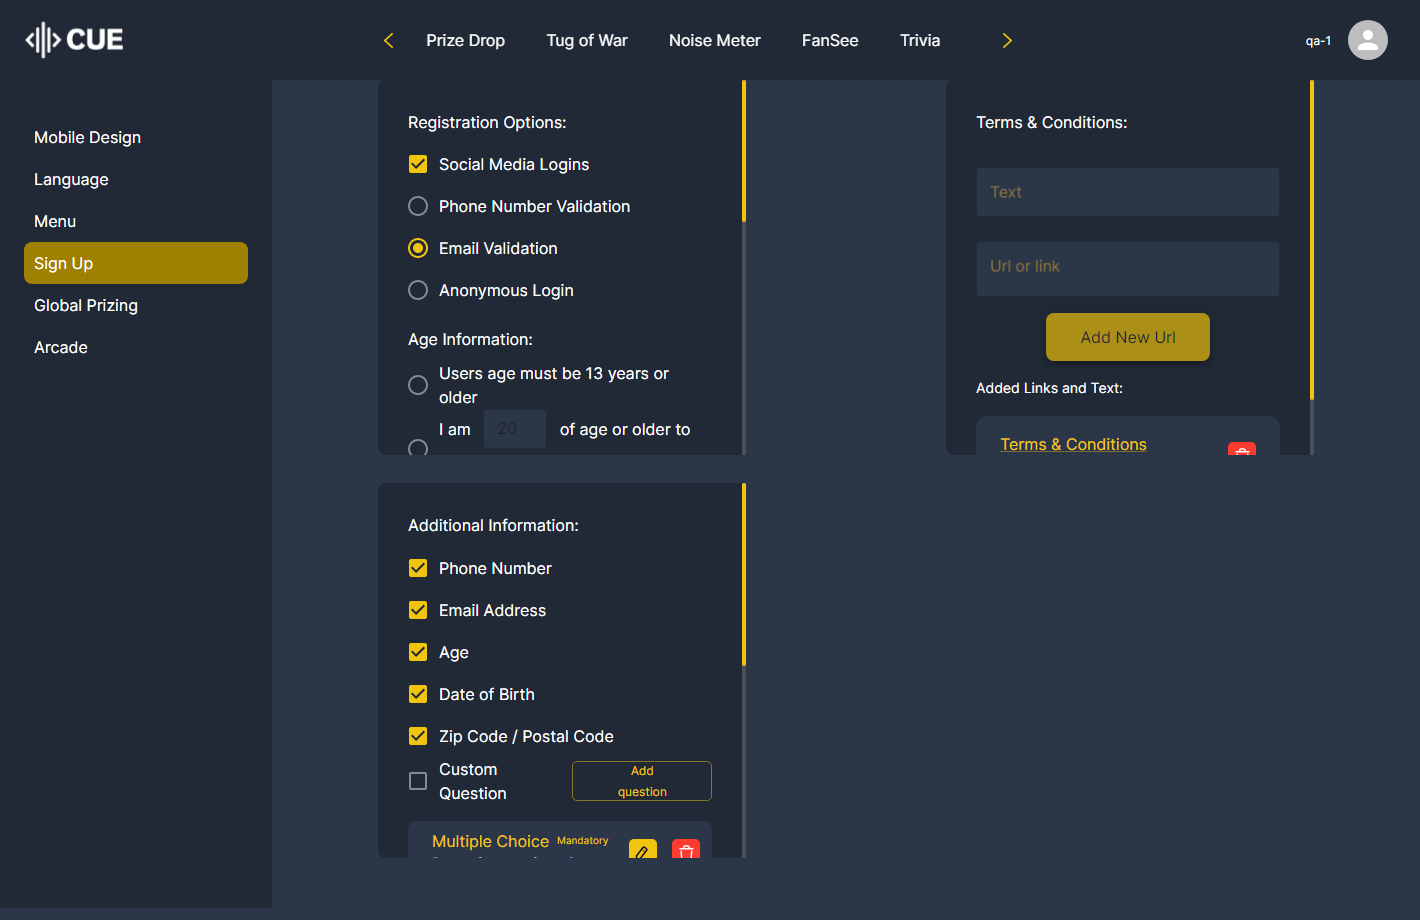 CUE
Prize Drop
Tug of War
Noise Meter
FanSee
Trivia
qa-1
Mobile Design
Language
Menu
Sign Up
Global Prizing
Arcade
Registration Options:
Social Media Logins
Phone Number Validation
Email Validation
Anonymous Login
Age Information:
Users age must be 13 years or
older
I am 20 of age or older to
Terms & Conditions:
Text
Url or link
Add New Url
Added Links and Text:
Terms & Conditions
Additional Information:
Phone Number
Email Address
Age
Date of Birth
Zip Code / Postal Code
Custom
Question
Add
question
Multiple Choice Mandatory